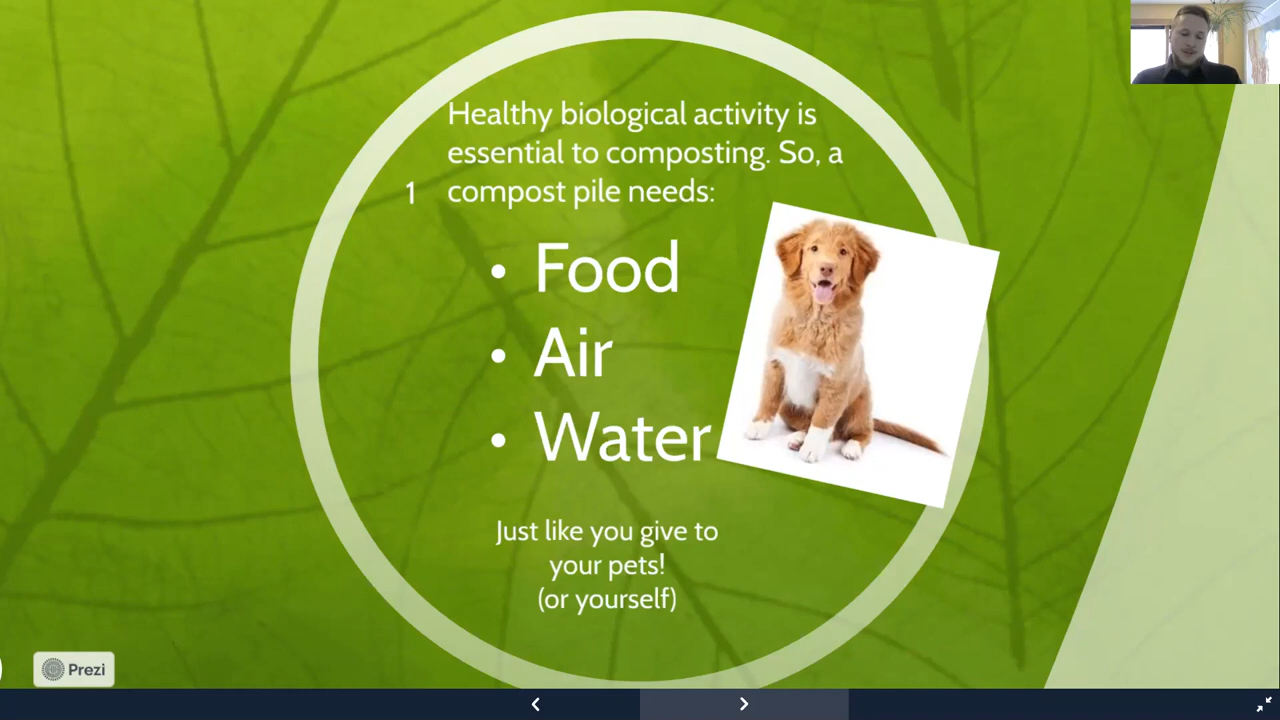 Healthy biological activity is
essential to composting. So, a
1 compost pile needs:
• Food
• Air
• Water
Just like you give to
your pets!
(or yourself)
Prezi